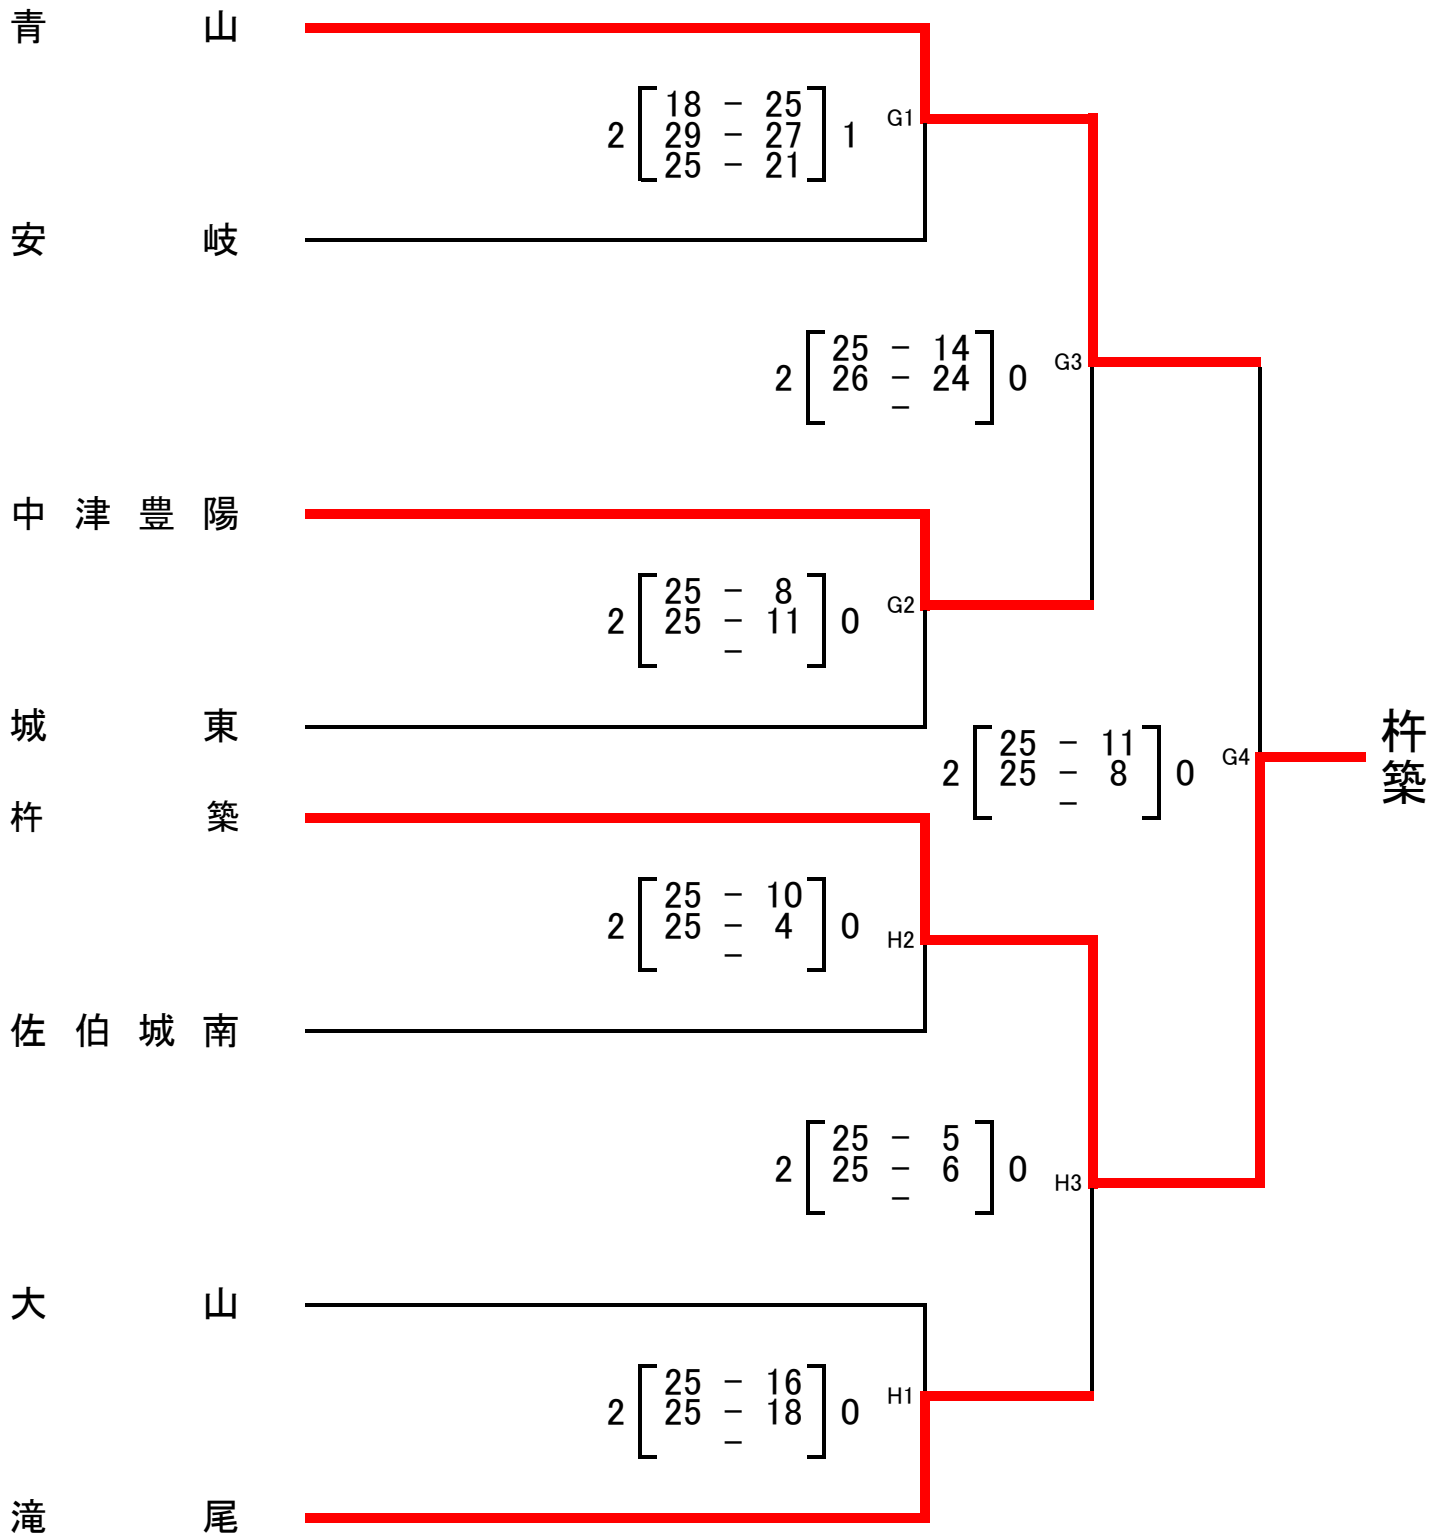 青山
18 - 25
2 29 - 27 1 G1
25 - 21
安岐
25 - 14
2 26 - 24 0 G3
-
中津豊陽
25 - 8
2 25 - 11 0 G2
-
城東
25 - 11
2 25 - 8 0 G4
-
杵築
杵築
25 - 10
2 25 - 4 0 H2
-
佐伯城南
25 - 5
2 25 - 6 0 H3
-
大山
25 - 16
2 25 - 18 0 H1
-
滝尾